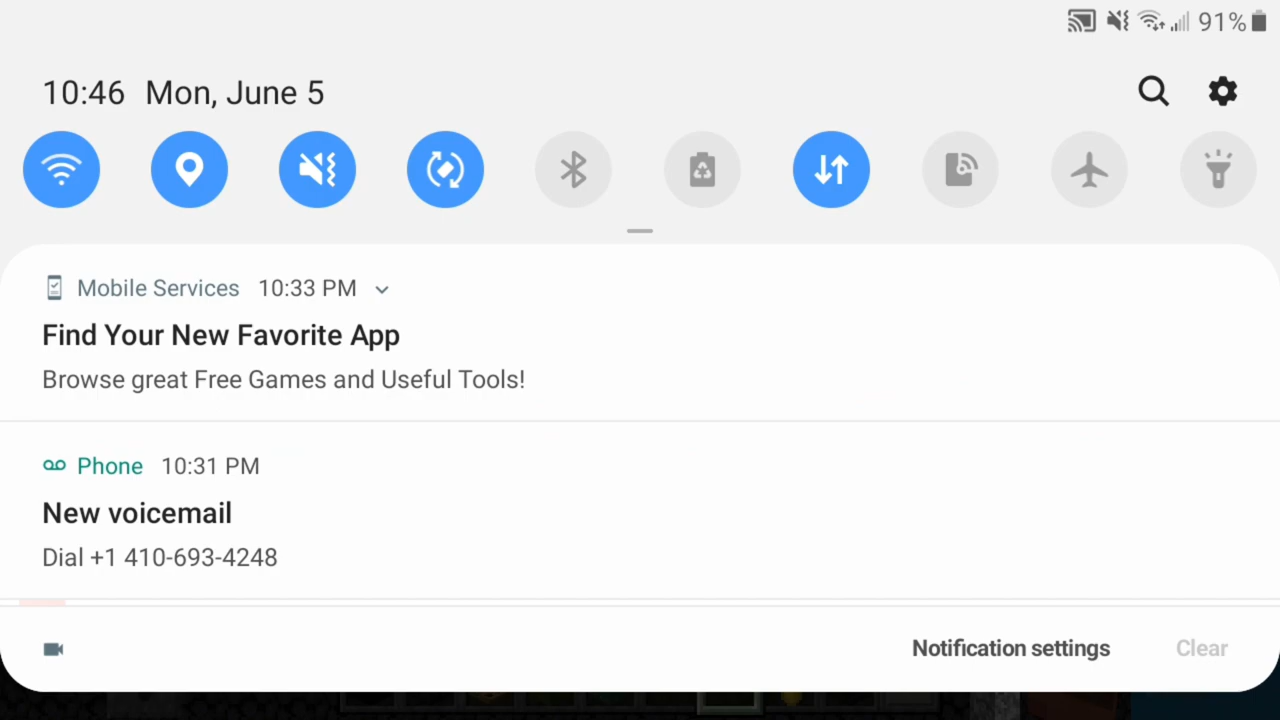 91%
10:46 Mon, June 5
Mobile Services 10:33 PM
Find Your New Favorite App
Browse great Free Games and Useful Tools!
Phone 10:31 PM
New voicemail
Dial +1 410-693-4248
Notification settings Clear